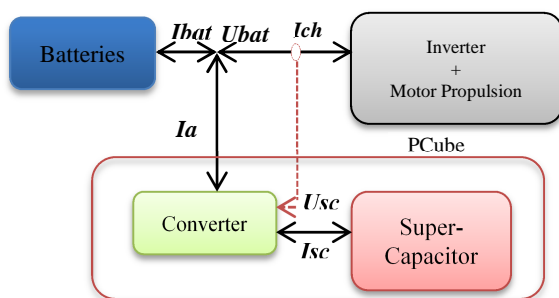 Ibat
Ubat
Ich
Batteries
Inverter
+
Motor Propulsion
Ia
PCube
Converter
Usc
Isc
Super-
Capacitor